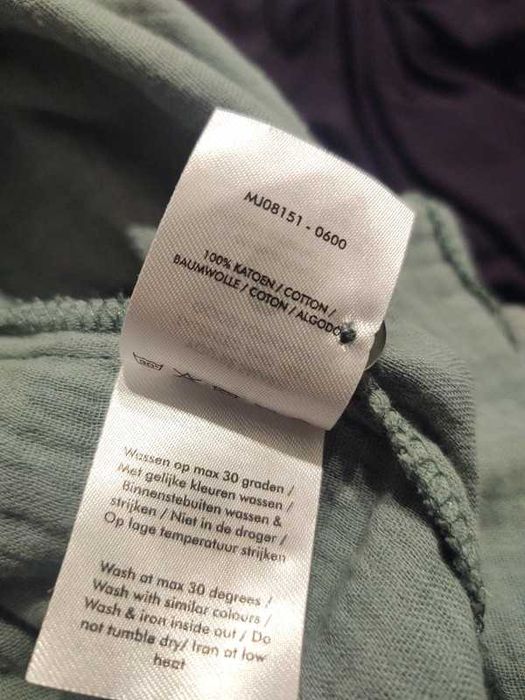 MJ08151 - 0600
100% KATOEN / COTTON /
BAUMWOLLE / COTON / ALGODO
Wassen op max 30 graden /
Met gelijke kleuren wassen /
Binnenstebuiten wassen &
strijken / Niet in de droger /
Op lage temperatuur strijken
Wash at max 30 degrees /
Wash with similar colours /
Wash & iron inside out / Do
not tumble dry/ Iron at low
heat